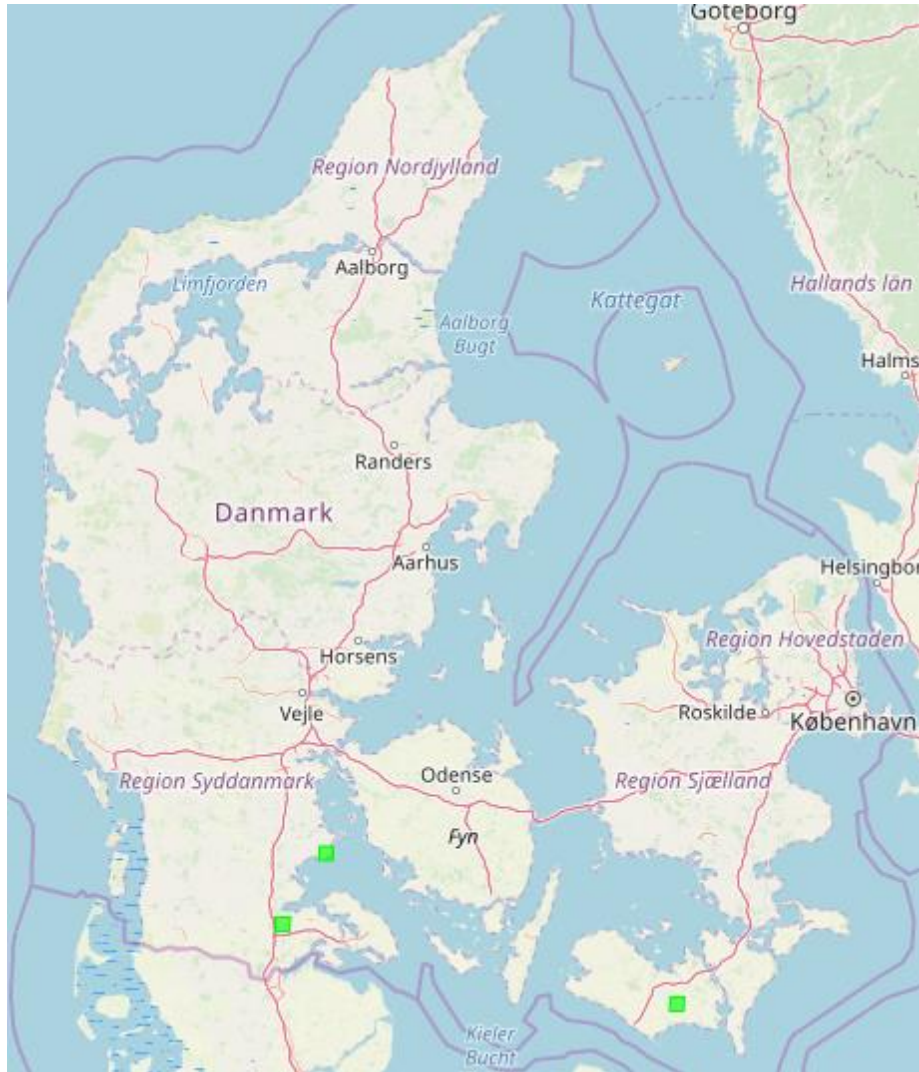 Göteborg
Region Nordjylland
Aalborg
Limfjorden
Hallands län
Kattegat
Aalborg
Bugt
Halms
Randers
Danmark
Aarhus
Helsingbor
Region Hovedstaden
Horsens
Roskilde
Vejle
København
Odense
Region Syddanmark
Region Sjælland
Fyn
Kieler
Bucht